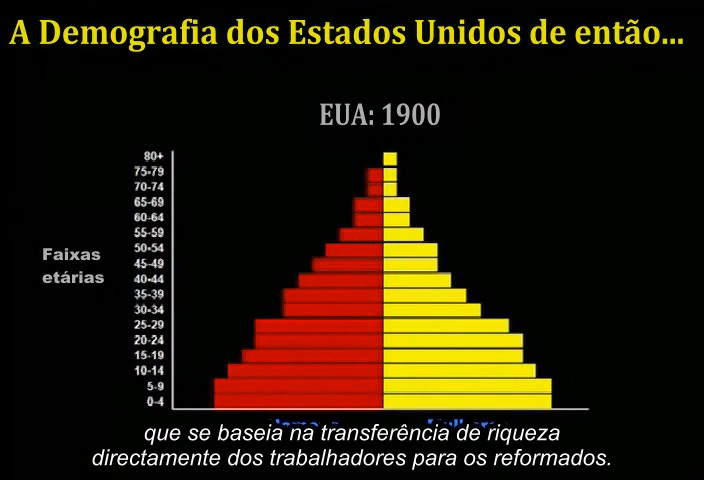 A Demografia dos Estados Unidos de então...
EUA: 1900
80+
75-79
70-74
65-69
60-64
55-59
50-54
45-49
40-44
35-39
30-34
25-29
20-24
15-19
10-14
5-9
0-4
Faixas
etárias
que se baseia na transferência de riqueza
directamente dos trabalhadores para os reformados.